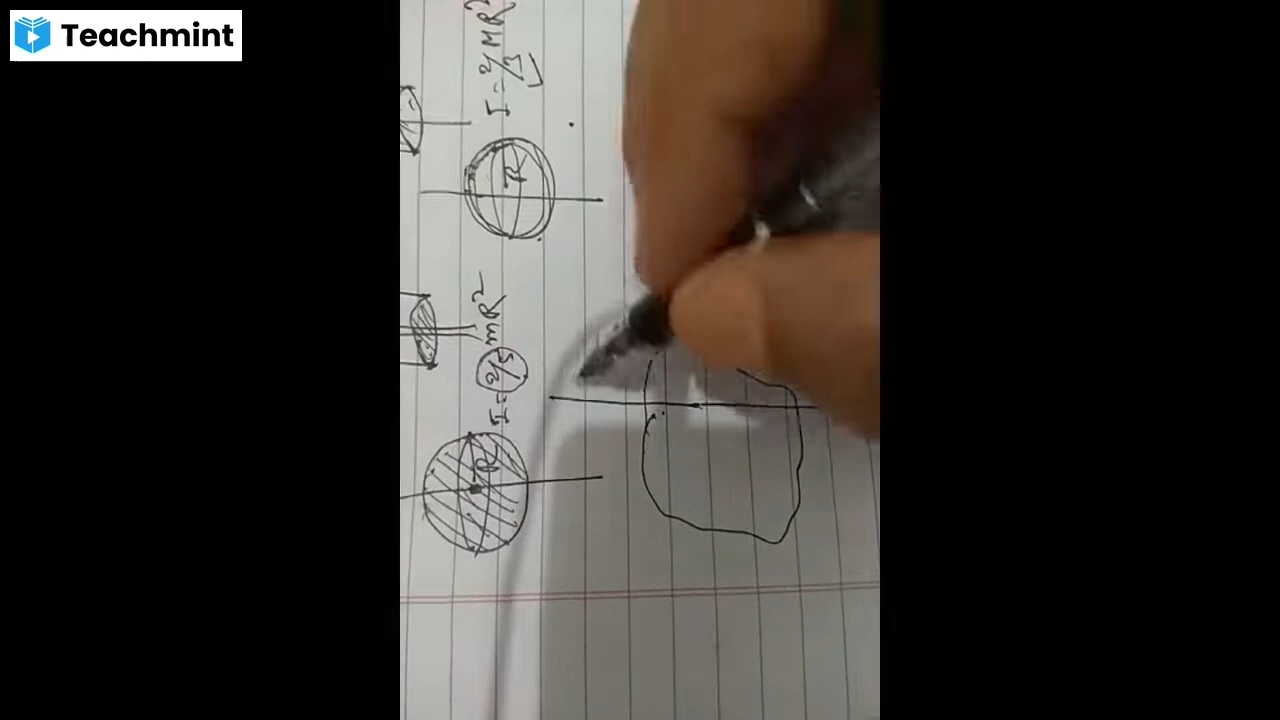 Teachmint
I = 2/5 mR²
R
I = 2/3 MR²
R